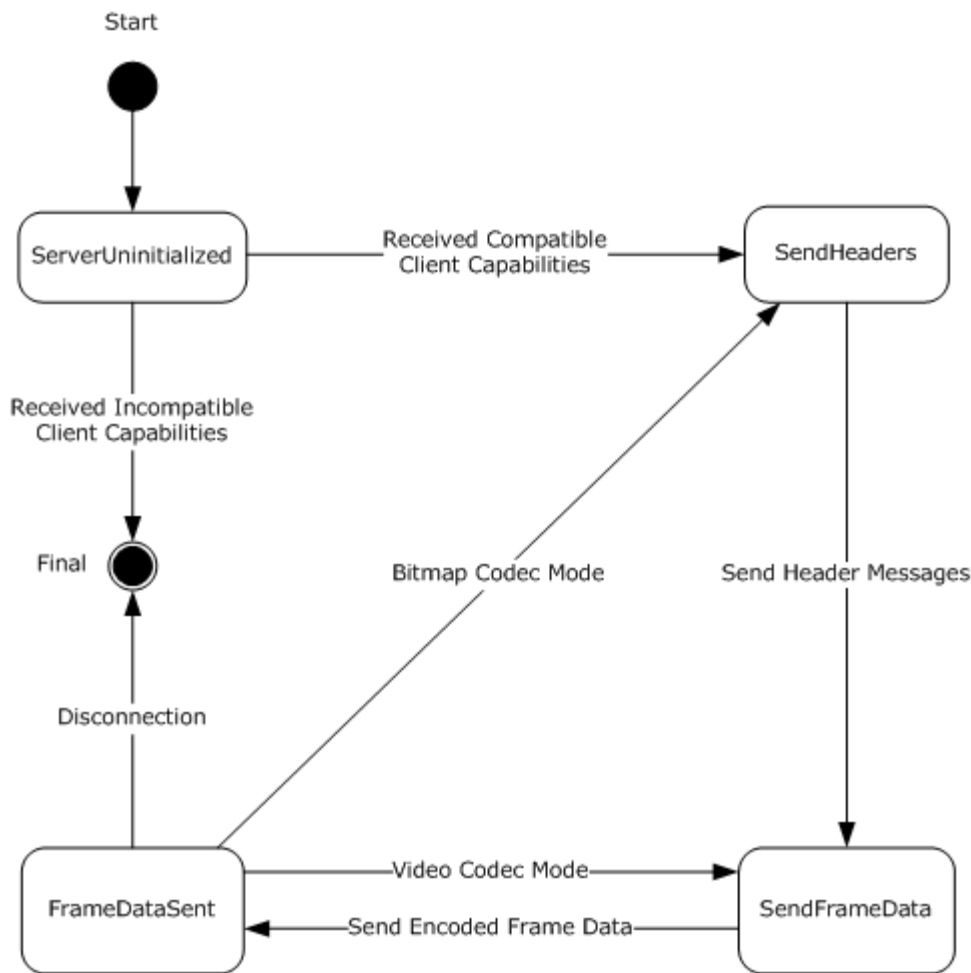 Start
ServerUninitialized
Received Compatible
Client Capabilities
SendHeaders
Received Incompatible
Client Capabilities
Final
Bitmap Codec Mode
Send Header Messages
Disconnection
FrameDataSent
Video Codec Mode
Send Encoded Frame Data
SendFrameData